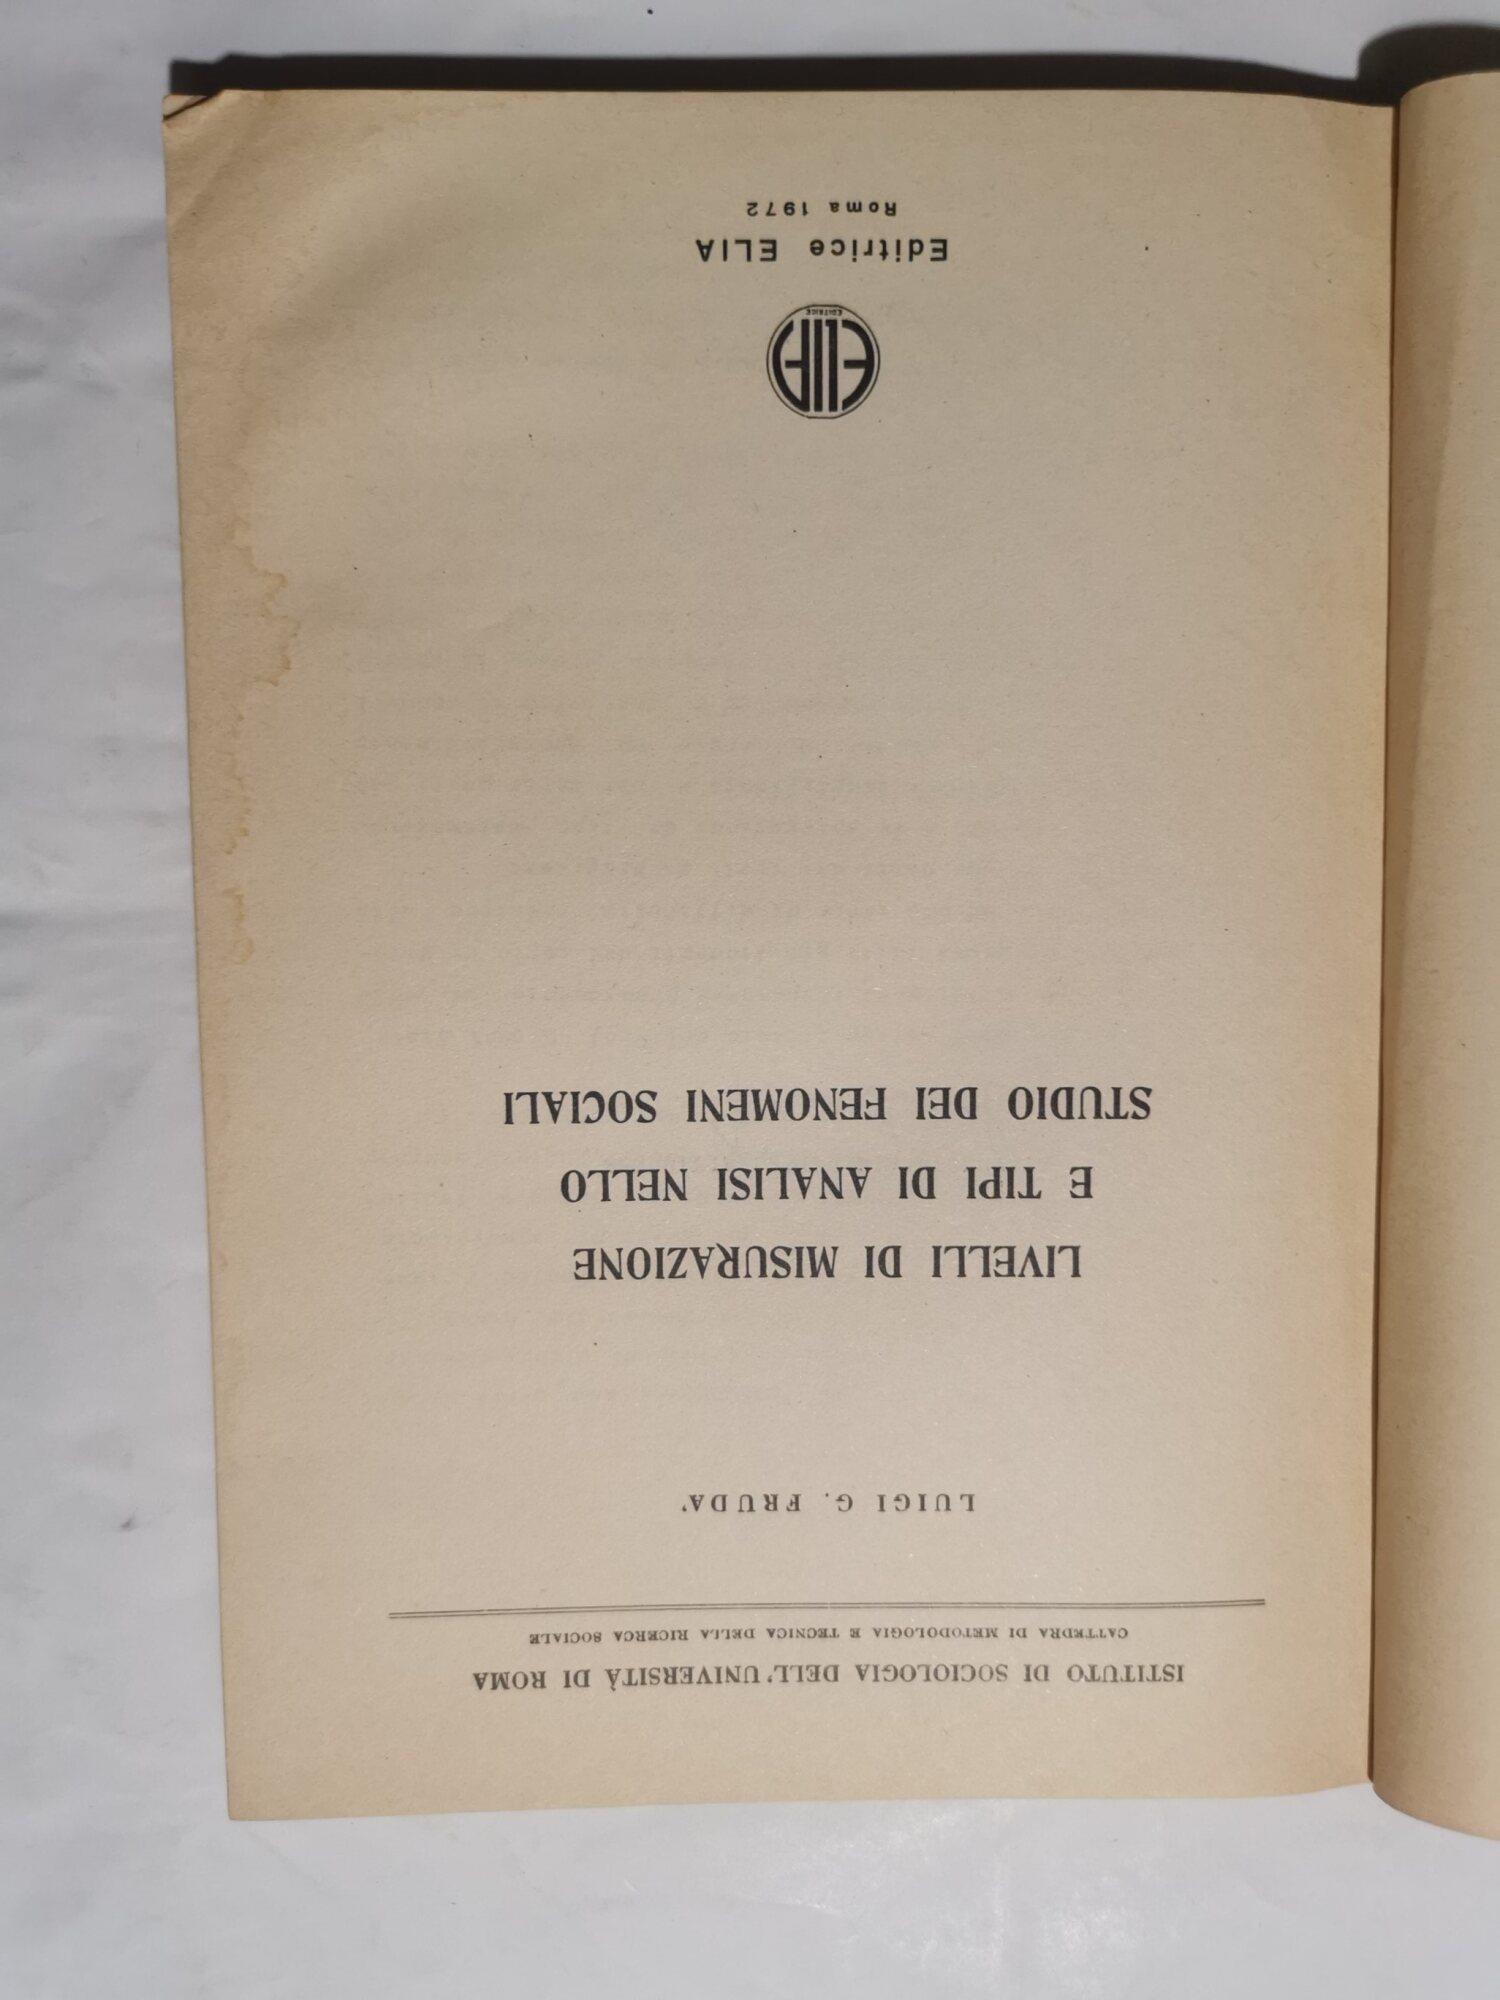 ISTITUTO DI SOCIOLOGIA DELL'UNIVERSITÀ DI ROMA
CATTEDRA DI METODOLOGIA E TECNICA DELLA RICERCA SOCIALE
LUIGI G. FRUDA'
LIVELLI DI MISURAZIONE
E TIPI DI ANALISI NELLO
STUDIO DEI FENOMENI SOCIALI
ELIA
EDITRICE
Editrice ELIA
Roma 1972